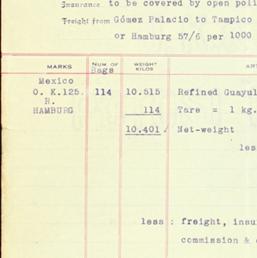 Insurance to be covered by open poli
Freight from Gómez Palacio to Tampico
or Hamburg 57/6 per 1000
MARKS NUM. OF Bags WEIGHT KILOS
Mexico
O. K.125. 114 10.515 Refined Guayul
R. 114 Tare = 1 kg.
HAMBURG
10.401. Net-weight
les
less : freight, insu
commission &